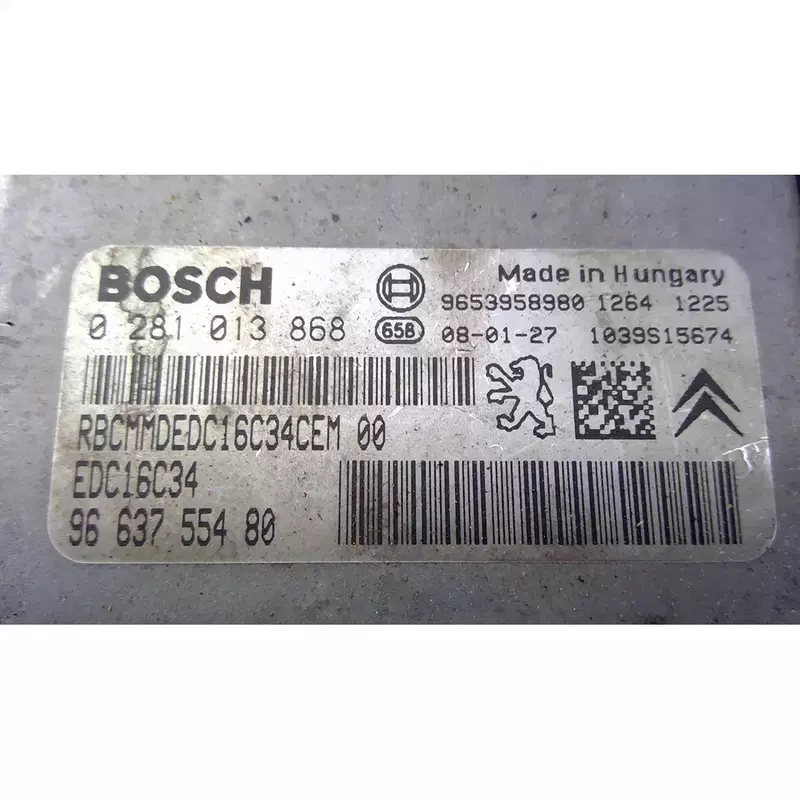 BOSCH
Made in Hungary
9653958980 1264 1225
0 281 013 868
65B
08-01-27 1039S15674
RBCMMDEDC16C34CEM 00
EDC16C34
96 637 554 80